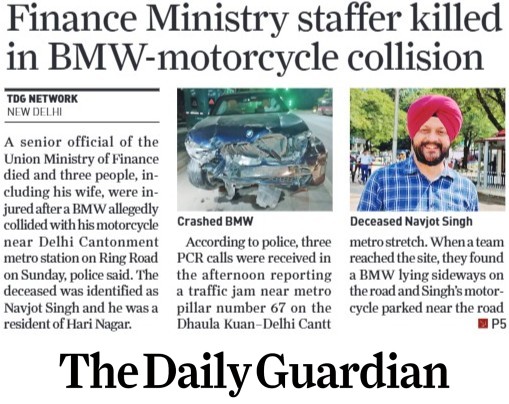 Finance Ministry staffer killed
in BMW-motorcycle collision
TDG NETWORK
NEW DELHI
A senior official of the
Union Ministry of Finance
died and three people, in-
cluding his wife, were in-
jured after a BMW allegedly
collided with his motorcycle
near Delhi Cantonment
metro station on Ring Road
on Sunday, police said. The
deceased was identified as
Navjot Singh and he was a
resident of Hari Nagar.
Crashed BMW
According to police, three
PCR calls were received in
the afternoon reporting
a traffic jam near metro
pillar number 67 on the
Dhaula Kuan–Delhi Cantt
Deceased Navjot Singh
metro stretch. When a team
reached the site, they found
a BMW lying sideways on
the road and Singh's motor-
cycle parked near the road
P5
The Daily Guardian